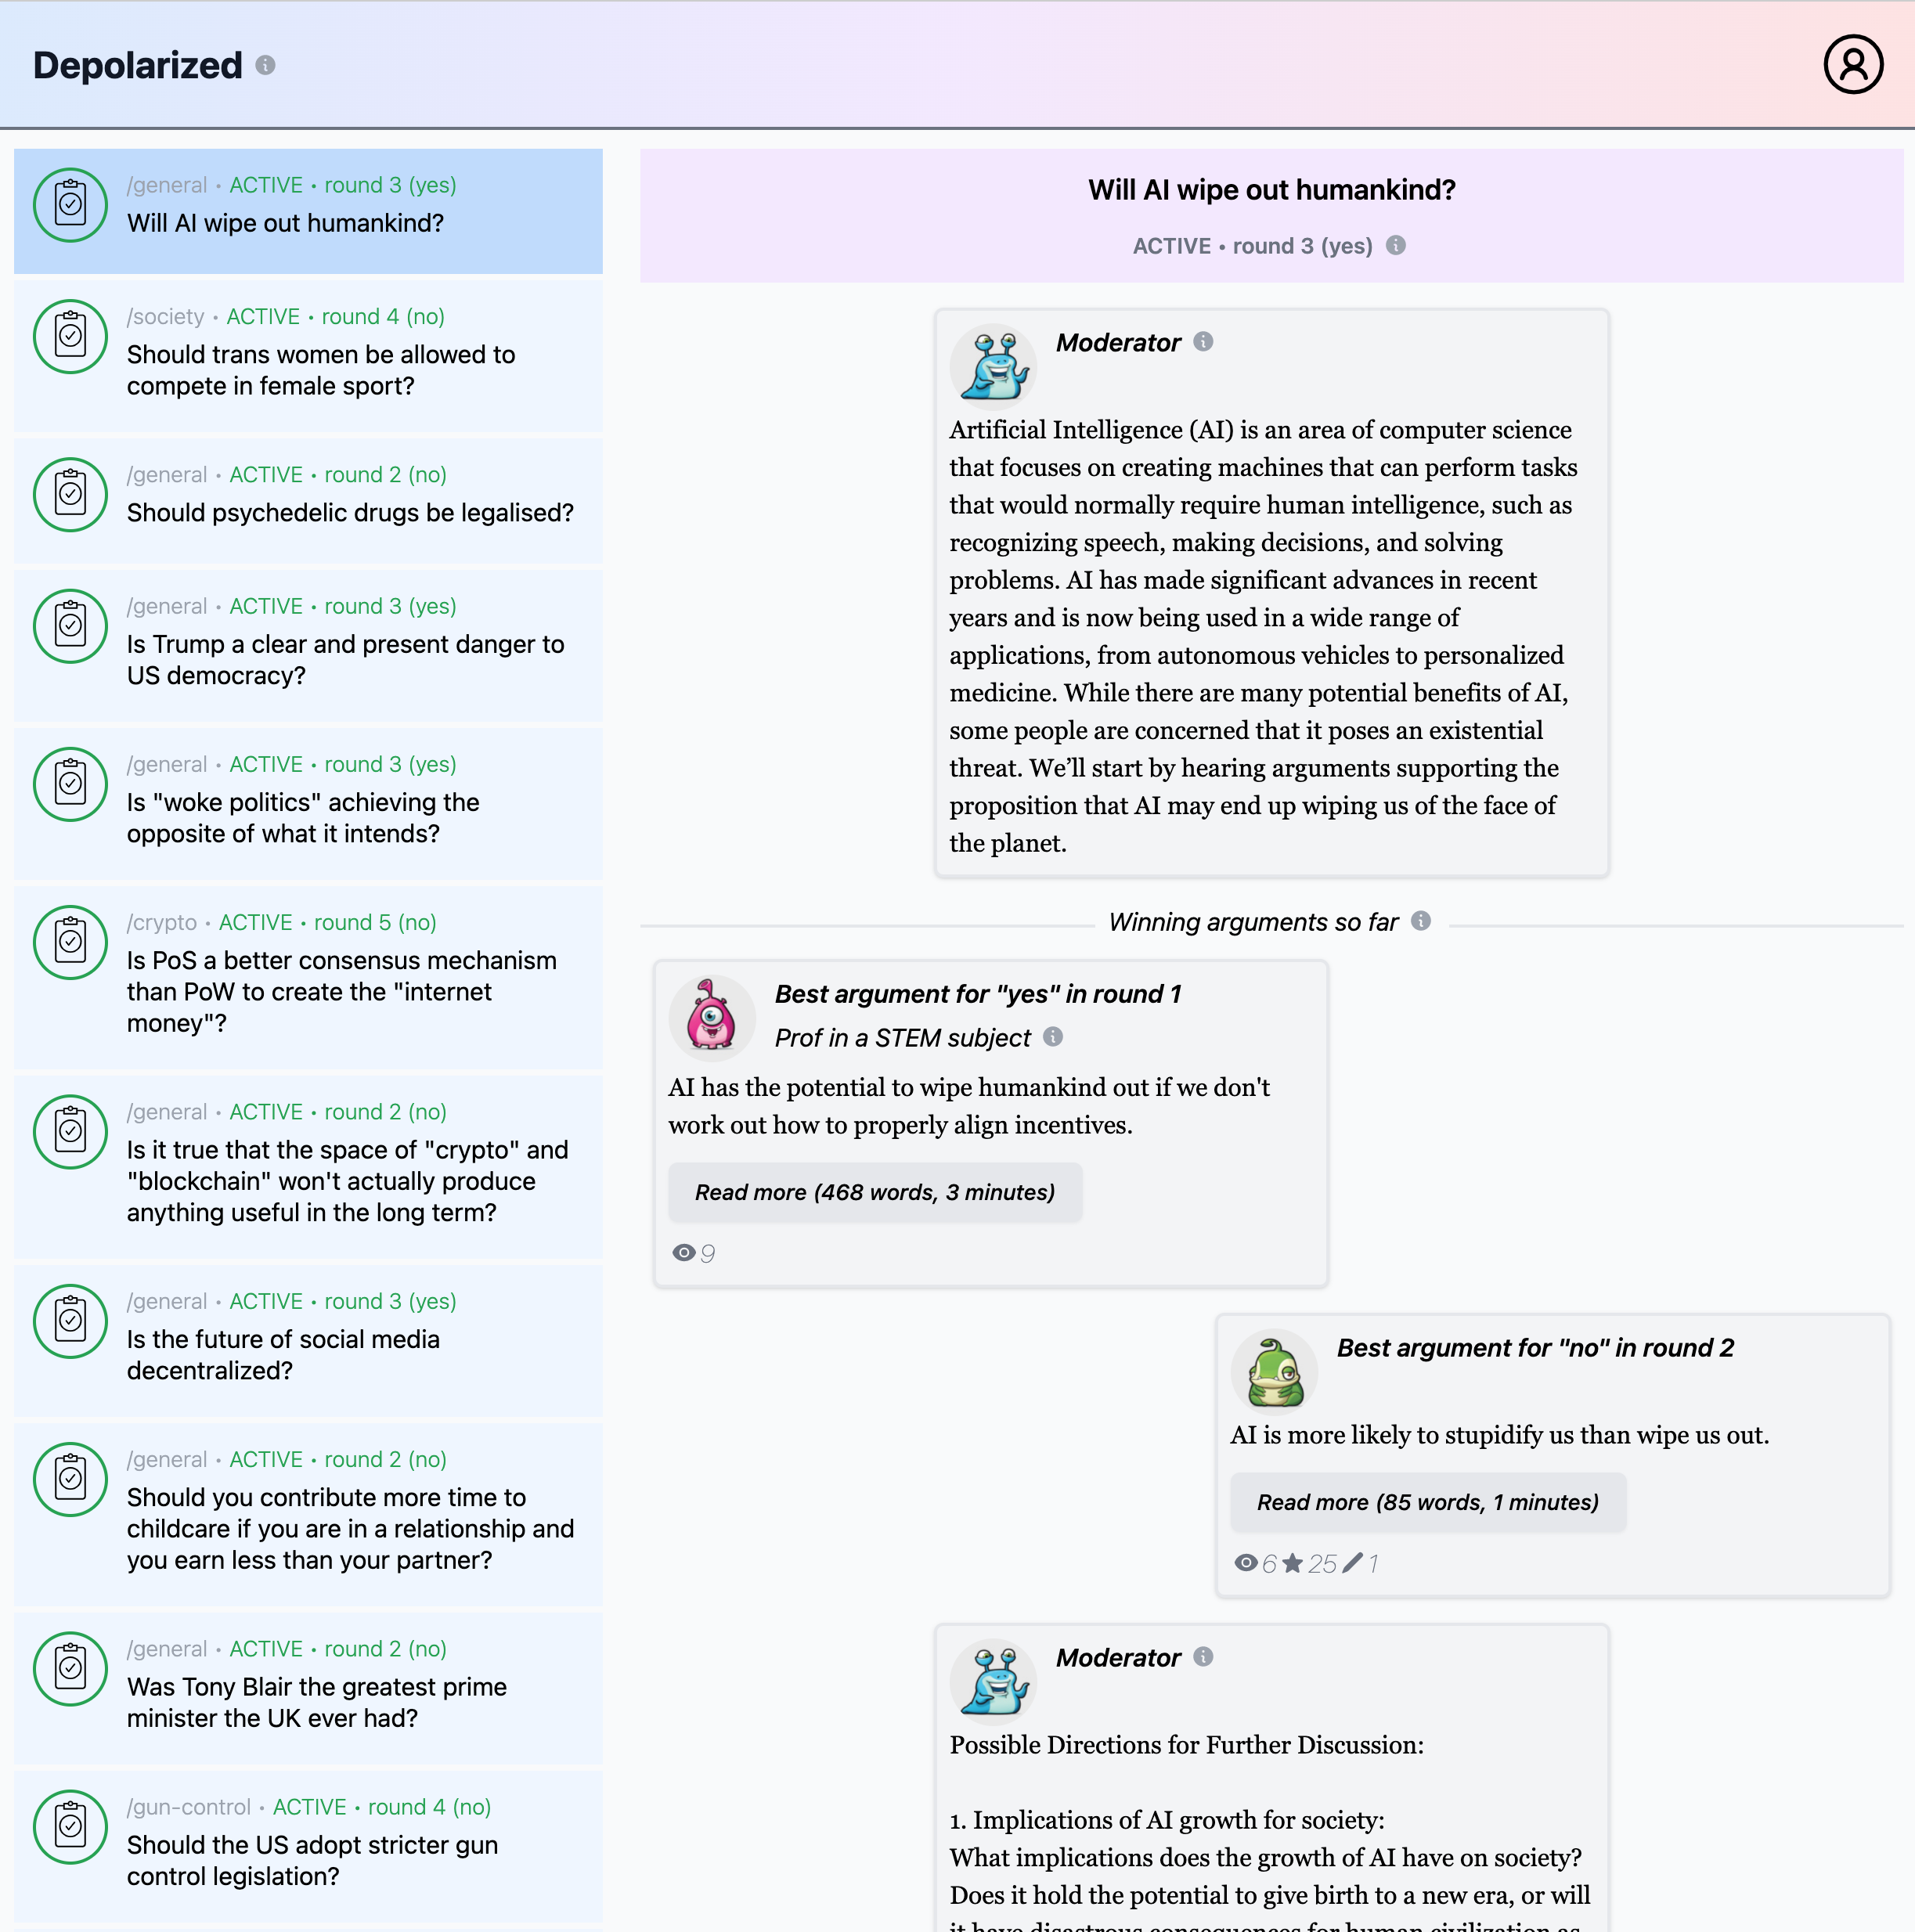 Depolarized
/general • ACTIVE • round 3 (yes)
Will AI wipe out humankind?
/society • ACTIVE • round 4 (no)
Should trans women be allowed to
compete in female sport?
/general • ACTIVE • round 2 (no)
Should psychedelic drugs be legalised?
/general • ACTIVE • round 3 (yes)
Is Trump a clear and present danger to
US democracy?
/general • ACTIVE • round 3 (yes)
Is "woke politics" achieving the
opposite of what it intends?
/crypto • ACTIVE • round 5 (no)
Is PoS a better consensus mechanism
than PoW to create the "internet
money"?
/general • ACTIVE • round 2 (no)
Is it true that the space of "crypto" and
"blockchain" won't actually produce
anything useful in the long term?
/general • ACTIVE • round 3 (yes)
Is the future of social media
decentralized?
/general • ACTIVE • round 2 (no)
Should you contribute more time to
childcare if you are in a relationship and
you earn less than your partner?
/general • ACTIVE • round 2 (no)
Was Tony Blair the greatest prime
minister the UK ever had?
/gun-control • ACTIVE • round 4 (no)
Should the US adopt stricter gun
control legislation?
Will AI wipe out humankind?
ACTIVE • round 3 (yes)
Moderator
Artificial Intelligence (AI) is an area of computer science
that focuses on creating machines that can perform tasks
that would normally require human intelligence, such as
recognizing speech, making decisions, and solving
problems. AI has made significant advances in recent
years and is now being used in a wide range of
applications, from autonomous vehicles to personalized
medicine. While there are many potential benefits of AI,
some people are concerned that it poses an existential
threat. We’ll start by hearing arguments supporting the
proposition that AI may end up wiping us of the face of
the planet.
Winning arguments so far
Best argument for "yes" in round 1
Prof in a STEM subject
AI has the potential to wipe humankind out if we don't
work out how to properly align incentives.
Read more (468 words, 3 minutes)
9
Best argument for "no" in round 2
AI is more likely to stupidify us than wipe us out.
Read more (85 words, 1 minutes)
6 25 1
Moderator
Possible Directions for Further Discussion:
1. Implications of AI growth for society:
What implications does the growth of AI have on society?
Does it hold the potential to give birth to a new era, or will
it have disastrous consequences for human civilization as